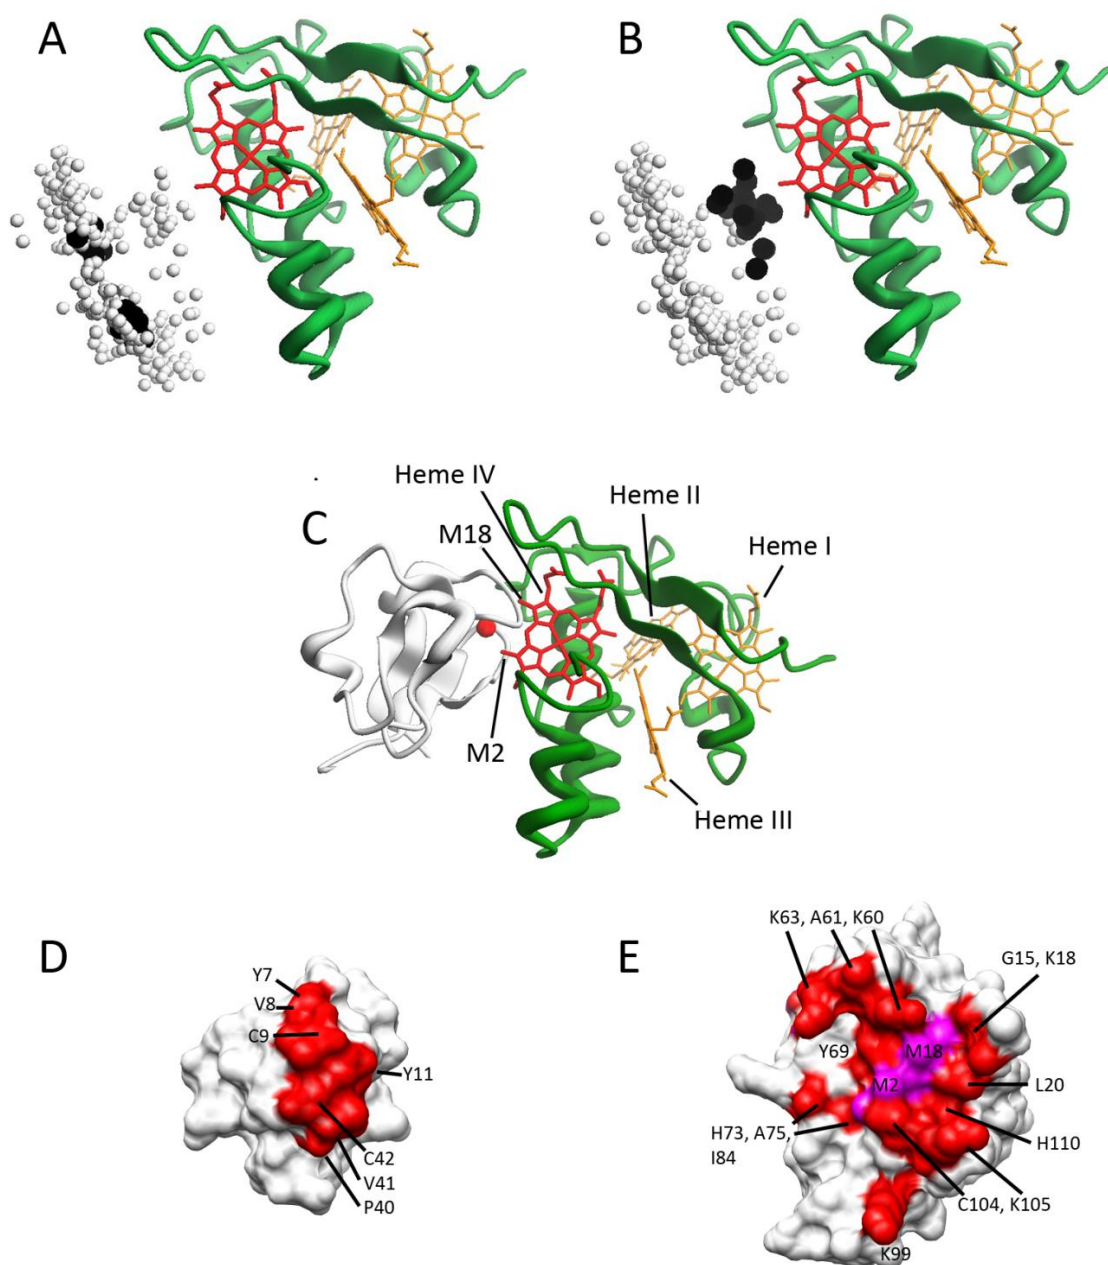 A
B
C
Heme IV
M18
M2
Heme II
Heme I
Heme III
D
Y7
V8
C9
Y11
C42
V41
P40
E
K63, A61, K60
G15, K18
Y69
M18
M2
L20
H73, A75,
I84
H110
C104, K105
K99